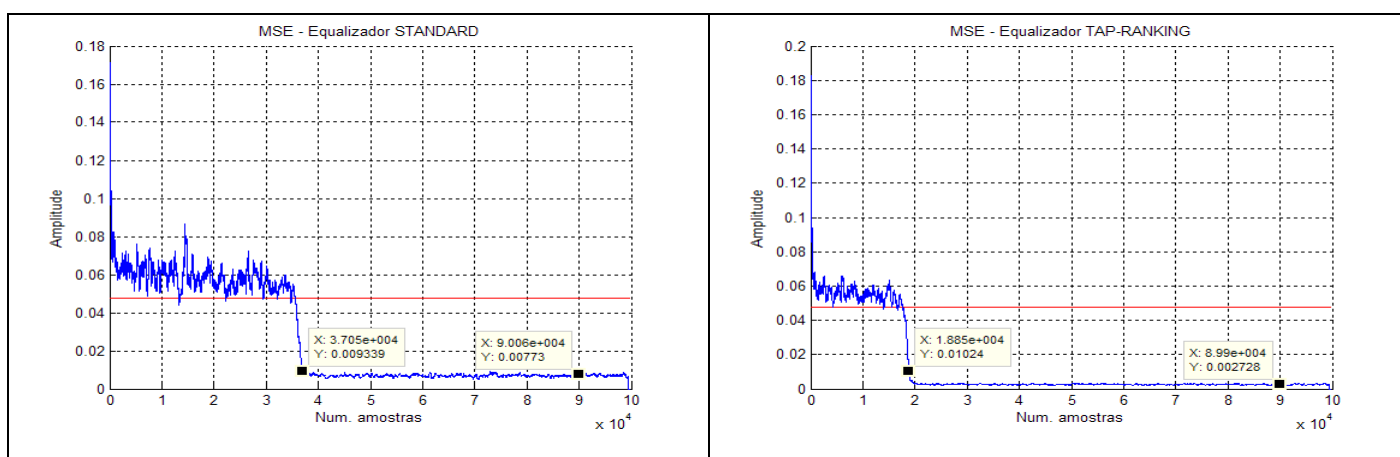 MSE - Equalizador STANDARD
0.18
0.16
0.14
0.12
0.1
0.08
0.06
0.04
0.02
0
Amplitude
X: 3.705e+004
Y: 0.009339
X: 9.006e+004
Y: 0.00773
0 1 2 3 4 5 6 7 8 9 10
Num. amostras
x 10^4
MSE - Equalizador TAP-RANKING
0.2
0.18
0.16
0.14
0.12
0.1
0.08
0.06
0.04
0.02
0
Amplitude
X: 1.885e+004
Y: 0.01024
X: 8.99e+004
Y: 0.002728
0 1 2 3 4 5 6 7 8 9 10
Num. amostras
x 10^4